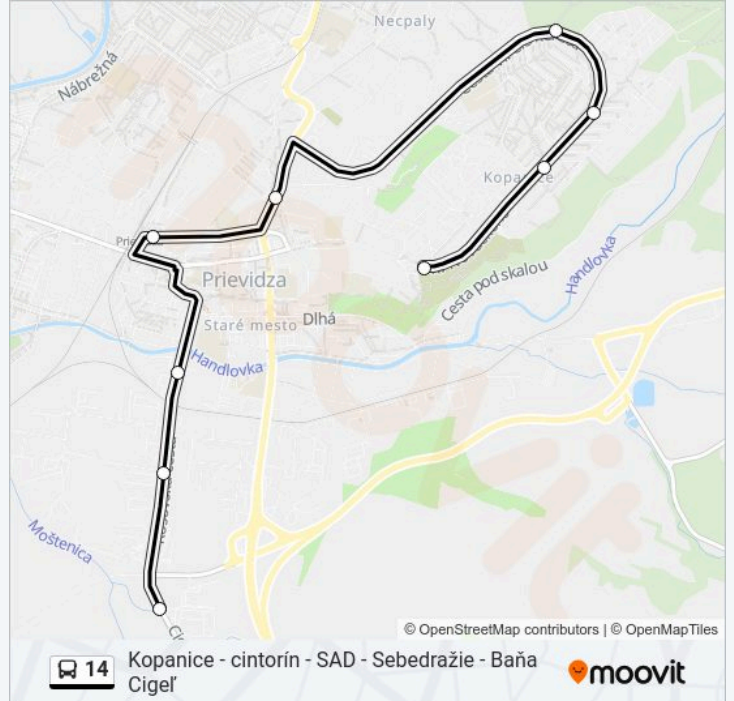 Necpaly
Nábrežná
Kopanice
Prievidza
Staré mesto
Dlhá
Cesta pod skalou
Handlovka
Handlovka
Moštenica
© OpenStreetMap contributors | © OpenMapTiles
14
Kopanice - cintorín - SAD - Sebedražie - Baňa
Cigeľ
moovit